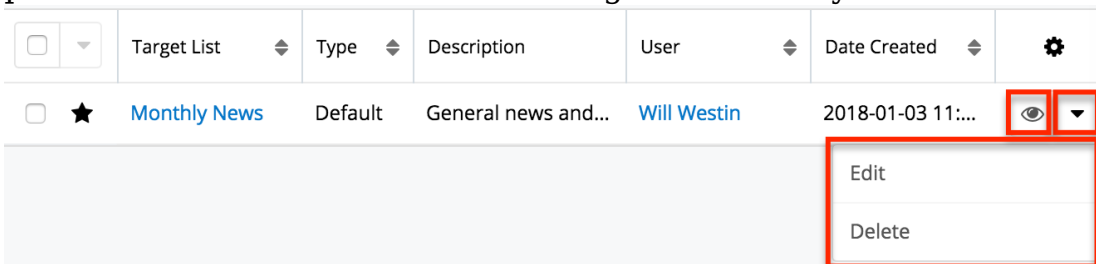 Target List Type Description User Date Created
Monthly News Default General news and... Will Westin 2018-01-03 11:...
Edit
Delete